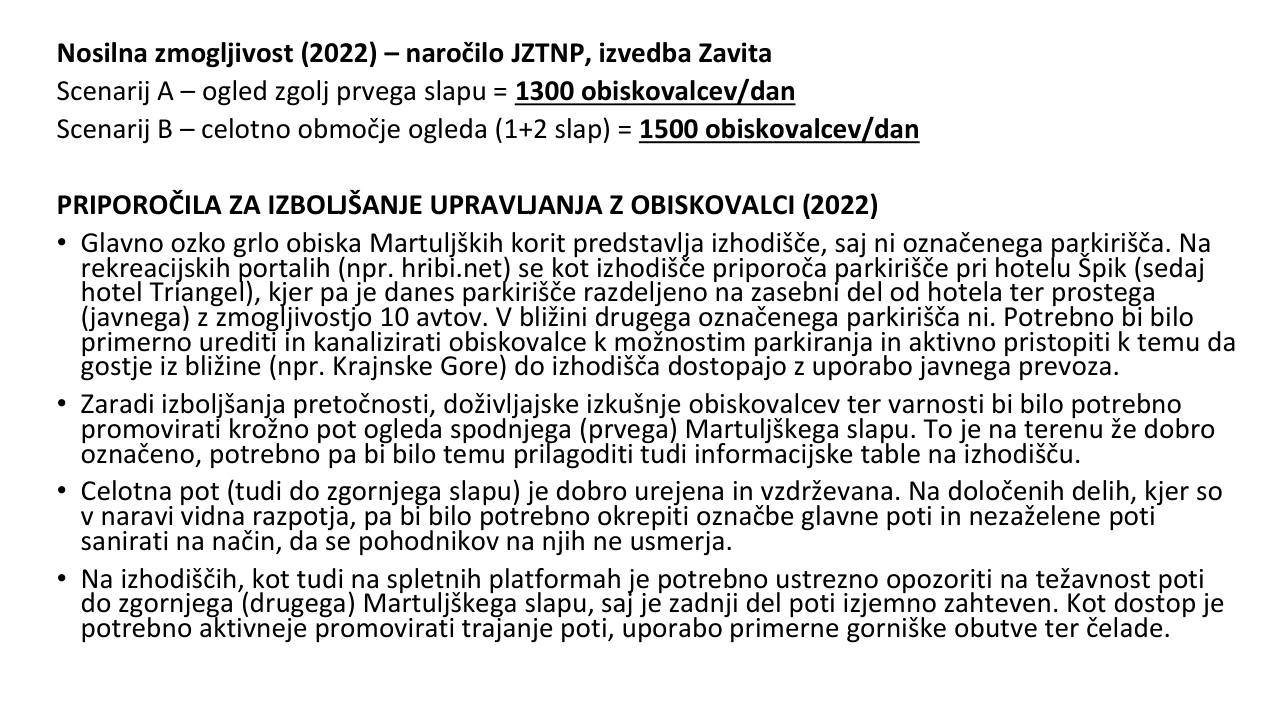 Nosilna zmogljivost (2022) – naročilo JZTNP, izvedba Zavita
Scenarij A – ogled zgolj prvega slapu = 1300 obiskovalcev/dan
Scenarij B – celotno območje ogleda (1+2 slap) = 1500 obiskovalcev/dan
PRIPOROČILA ZA IZBOLJŠANJE UPRAVLJANJA Z OBISKOVALCI (2022)
• Glavno ozko grlo obiska Martuljških korit predstavlja izhodišče, saj ni označenega parkirišča. Na
rekreacijskih portalih (npr. hribi.net) se kot izhodišče priporoča parkirišče pri hotelu Špik (sedaj
hotel Triangel), kjer pa je danes parkirišče razdeljeno na zasebni del od hotela ter prostega
(javnega) z zmogljivostjo 10 avtov. V bližini drugega označenega parkirišča ni. Potrebno bi bilo
primerno urediti in kanalizirati obiskovalce k možnostim parkiranja in aktivno pristopiti k temu da
gostje iz bližine (npr. Krajnske Gore) do izhodišča dostopajo z uporabo javnega prevoza.
• Zaradi izboljšanja pretočnosti, doživljajske izkušnje obiskovalcev ter varnosti bi bilo potrebno
promovirati krožno pot ogleda spodnjega (prvega) Martuljškega slapu. To je na terenu že dobro
označeno, potrebno pa bi bilo temu prilagoditi tudi informacijske table na izhodišču.
• Celotna pot (tudi do zgornjega slapu) je dobro urejena in vzdrževana. Na določenih delih, kjer so
v naravi vidna razpotja, pa bi bilo potrebno okrepiti označbe glavne poti in nezaželene poti
sanirati na način, da se pohodnikov na njih ne usmerja.
• Na izhodiščih, kot tudi na spletnih platformah je potrebno ustrezno opozoriti na težavnost poti
do zgornjega (drugega) Martuljškega slapu, saj je zadnji del poti izjemno zahteven. Kot dostop je
potrebno aktivneje promovirati trajanje poti, uporabo primerne gorniške obutve ter čelade.